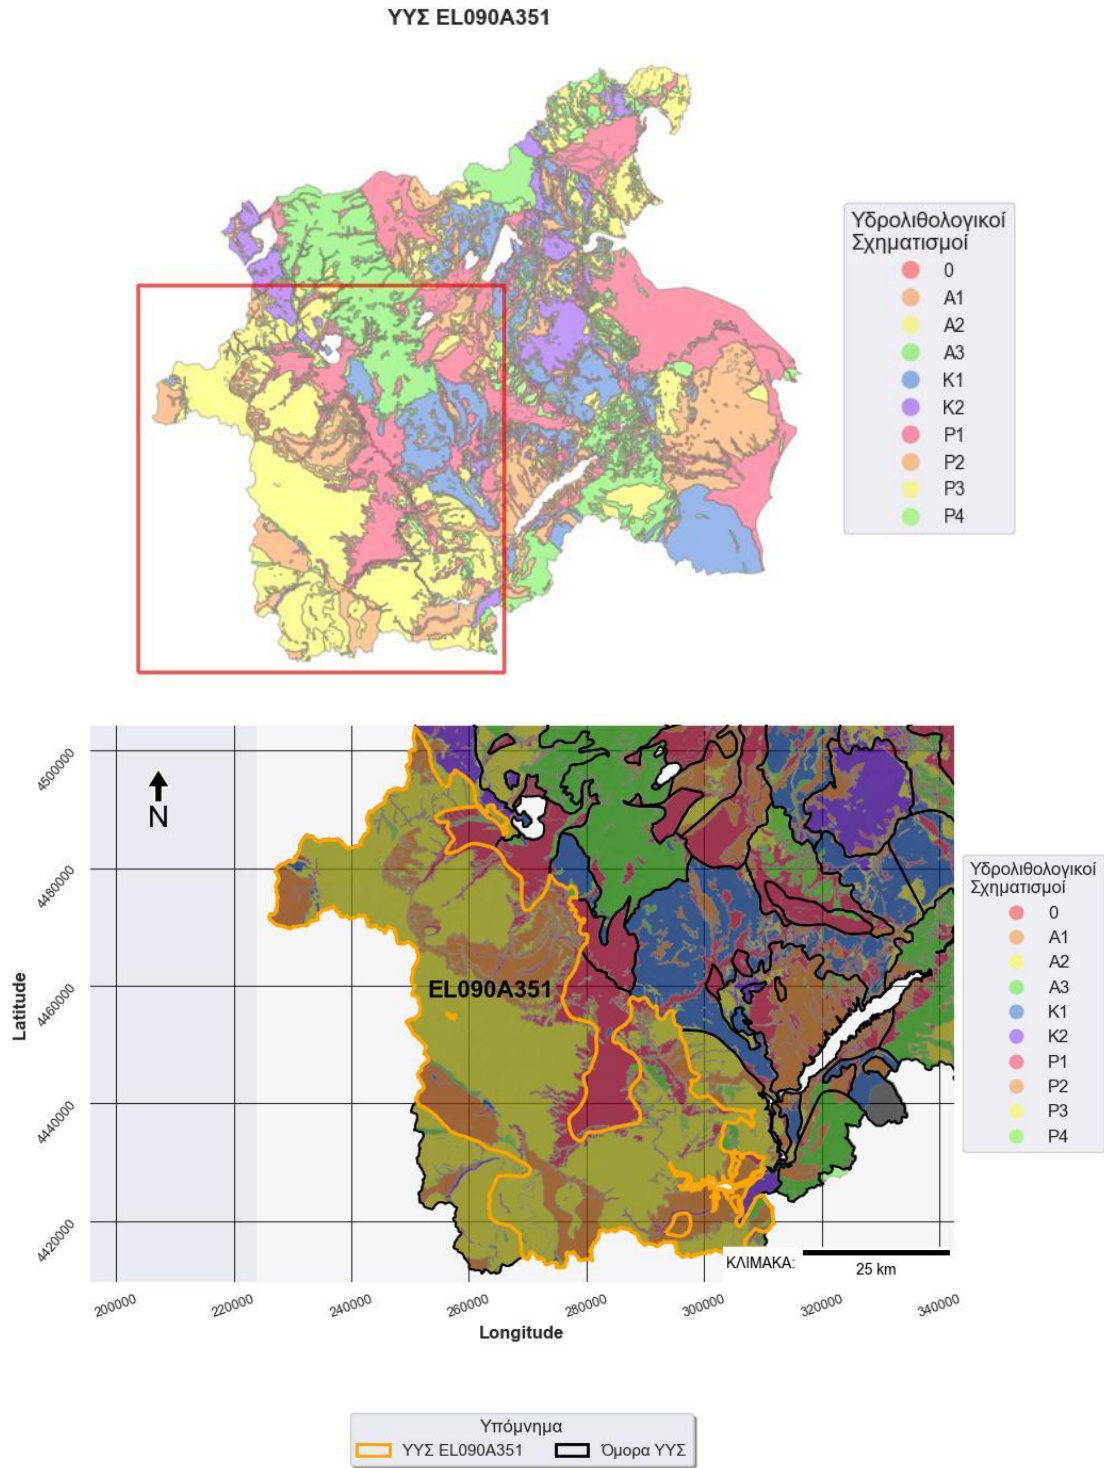 ΥΥΣ EL090A351
Υδρολιθολογικοί
Σχηματισμοί
0
A1
A2
A3
K1
K2
P1
P2
P3
P4
4500000
4480000
4460000
4440000
4420000
Latitude
N
EL090A351
ΚΛΙΜΑΚΑ:
25 km
200000
220000
240000
260000
280000
300000
320000
340000
Longitude
Υδρολιθολογικοί
Σχηματισμοί
0
A1
A2
A3
K1
K2
P1
P2
P3
P4
Υπόμνημα
ΥΥΣ EL090A351
Όμορα ΥΥΣ